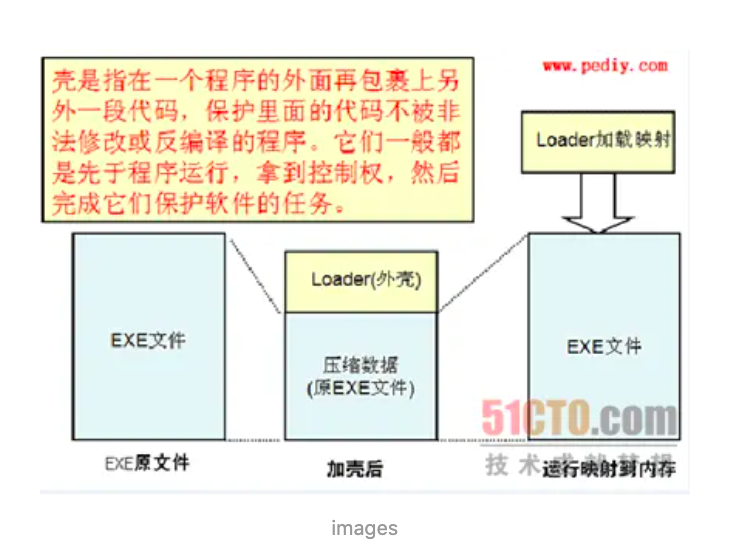 壳是指在一个程序的外面再包裹上另
外一段代码，保护里面的代码不被非
法修改或反编译的程序。它们一般都
是先于程序运行，拿到控制权，然后
完成它们保护软件的任务。
www.pediy.com
Loader加载映射
Loader(外壳)
EXE文件
压缩数据
(原EXE文件)
EXE文件
51CTO.com
技术成就梦想
EXE原文件
加壳后
运行映射到内存
images